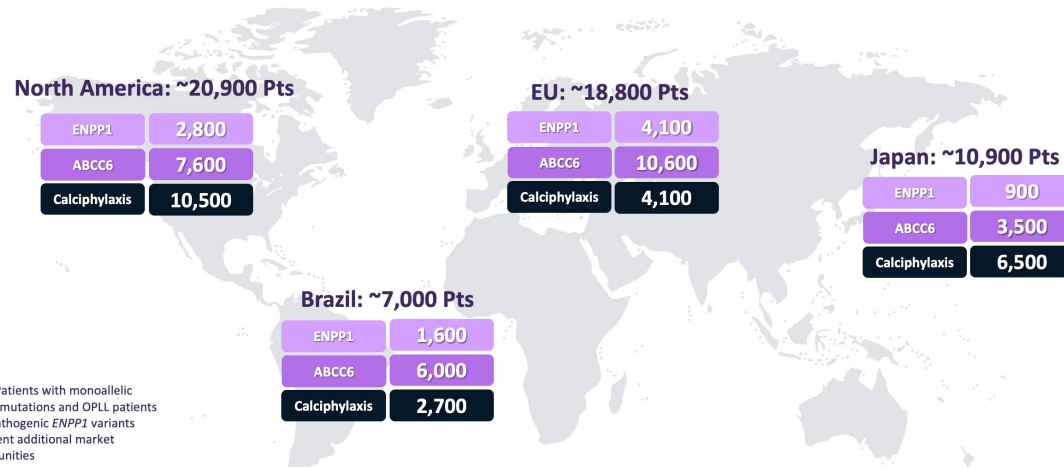 North America: ~20,900 Pts
ENPP1 2,800
ABCC6 7,600
Calciphylaxis 10,500
EU: ~18,800 Pts
ENPP1 4,100
ABCC6 10,600
Calciphylaxis 4,100
Japan: ~10,900 Pts
ENPP1 900
ABCC6 3,500
Calciphylaxis 6,500
Brazil: ~7,000 Pts
ENPP1 1,600
ABCC6 6,000
Calciphylaxis 2,700
Patients with monoallelic
mutations and OPLL patients
ENPP1 variants
additional market